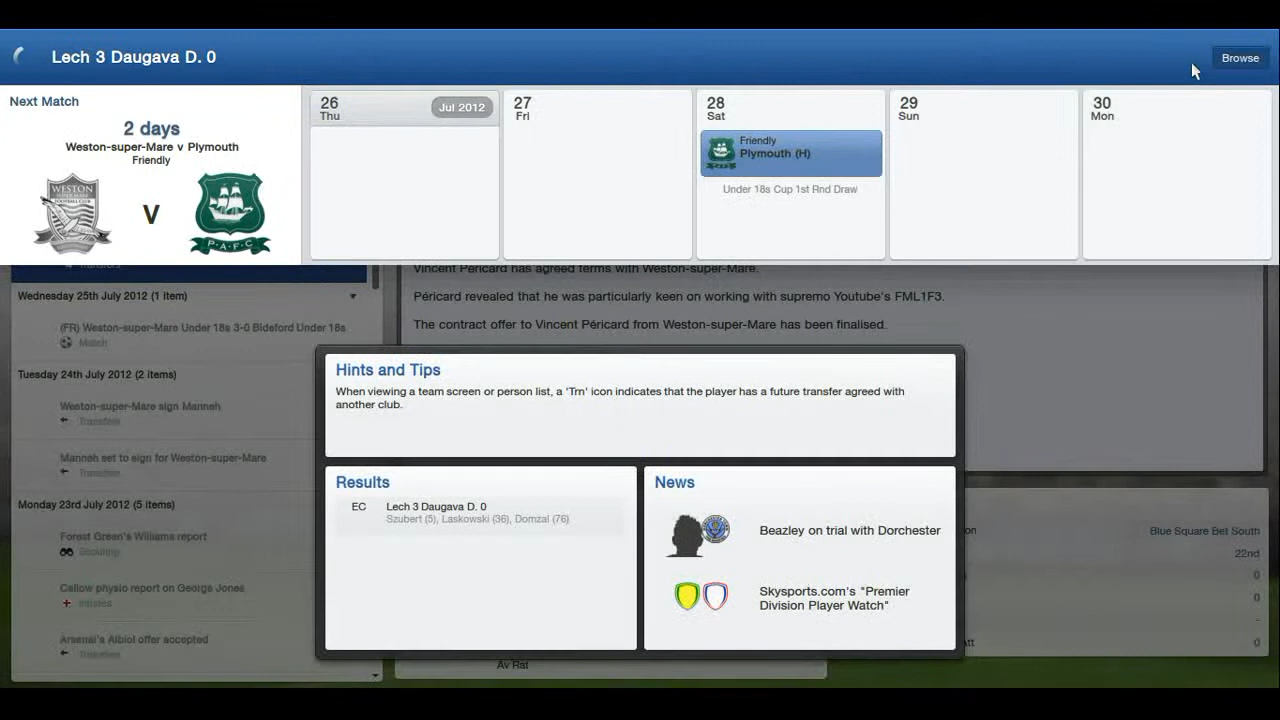 Lech 3 Daugava D. 0
Browse
Next Match
2 days
Weston-super-Mare v Plymouth
Friendly
WESTON
V
P.A.F.C
26
Thu
Jul 2012
27
Fri
28
Sat
Friendly
Plymouth (H)
Under 18s Cup 1st Rnd Draw
29
Sun
30
Mon
Transfers
Wednesday 25th July 2012 (1 item)
(FR) Weston-super-Mare Under 18s 3-0 Bideford Under 18s
Match
Tuesday 24th July 2012 (2 items)
Weston-super-Mare sign Manneh
Transfers
Manneh set to sign for Weston-super-Mare
Transfers
Monday 23rd July 2012 (5 items)
Forest Green's Williams report
Scouting
Callow physio report on George Jones
Injuries
Arsenal's Albiol offer accepted
Transfers
Vincent Péricard has agreed terms with Weston-super-Mare.
Péricard revealed that he was particularly keen on working with supremo Youtube's FML1F3.
The contract offer to Vincent Péricard from Weston-super-Mare has been finalised.
Hints and Tips
When viewing a team screen or person list, a 'Trn' icon indicates that the player has a future transfer agreed with
another club.
Results
EC Lech 3 Daugava D. 0
Szubert (5), Laskowski (36), Domzal (76)
News
Beazley on trial with Dorchester
Skysports.com's "Premier
Division Player Watch"
on Blue Square Bet South
22nd
0
0
-
att 0
Av Rat